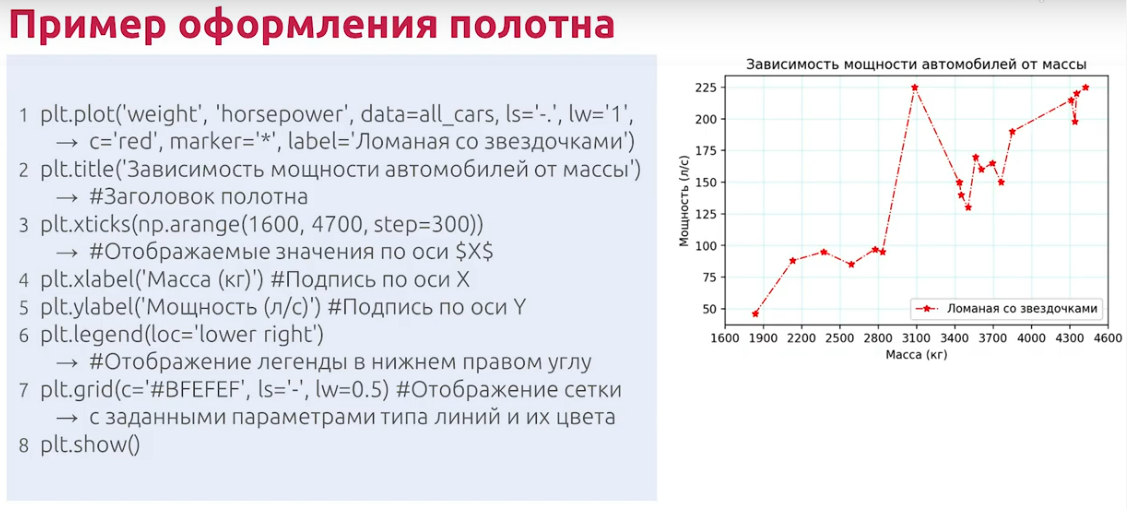 Пример оформления полотна
1 plt.plot('weight', 'horsepower', data=all_cars, ls='-.', lw='1',
→ c='red', marker='*', label='Ломаная со звездочками')
2 plt.title('Зависимость мощности автомобилей от массы')
→ #Заголовок полотна
3 plt.xticks(np.arange(1600, 4700, step=300))
→ #Отображаемые значения по оси $X$
4 plt.xlabel('Масса (кг)') #Подпись по оси X
5 plt.ylabel('Мощность (л/с)') #Подпись по оси Y
6 plt.legend(loc='lower right')
→ #Отображение легенды в нижнем правом углу
7 plt.grid(c='#BFEFEF', ls='-', lw=0.5) #Отображение сетки
→ с заданными параметрами типа линий и их цвета
8 plt.show()
Зависимость мощности автомобилей от массы
Мощность (л/с)
225
200
175
150
125
100
75
50
Ломаная со звездочками
1600 1900 2200 2500 2800 3100 3400 3700 4000 4300 4600
Масса (кг)